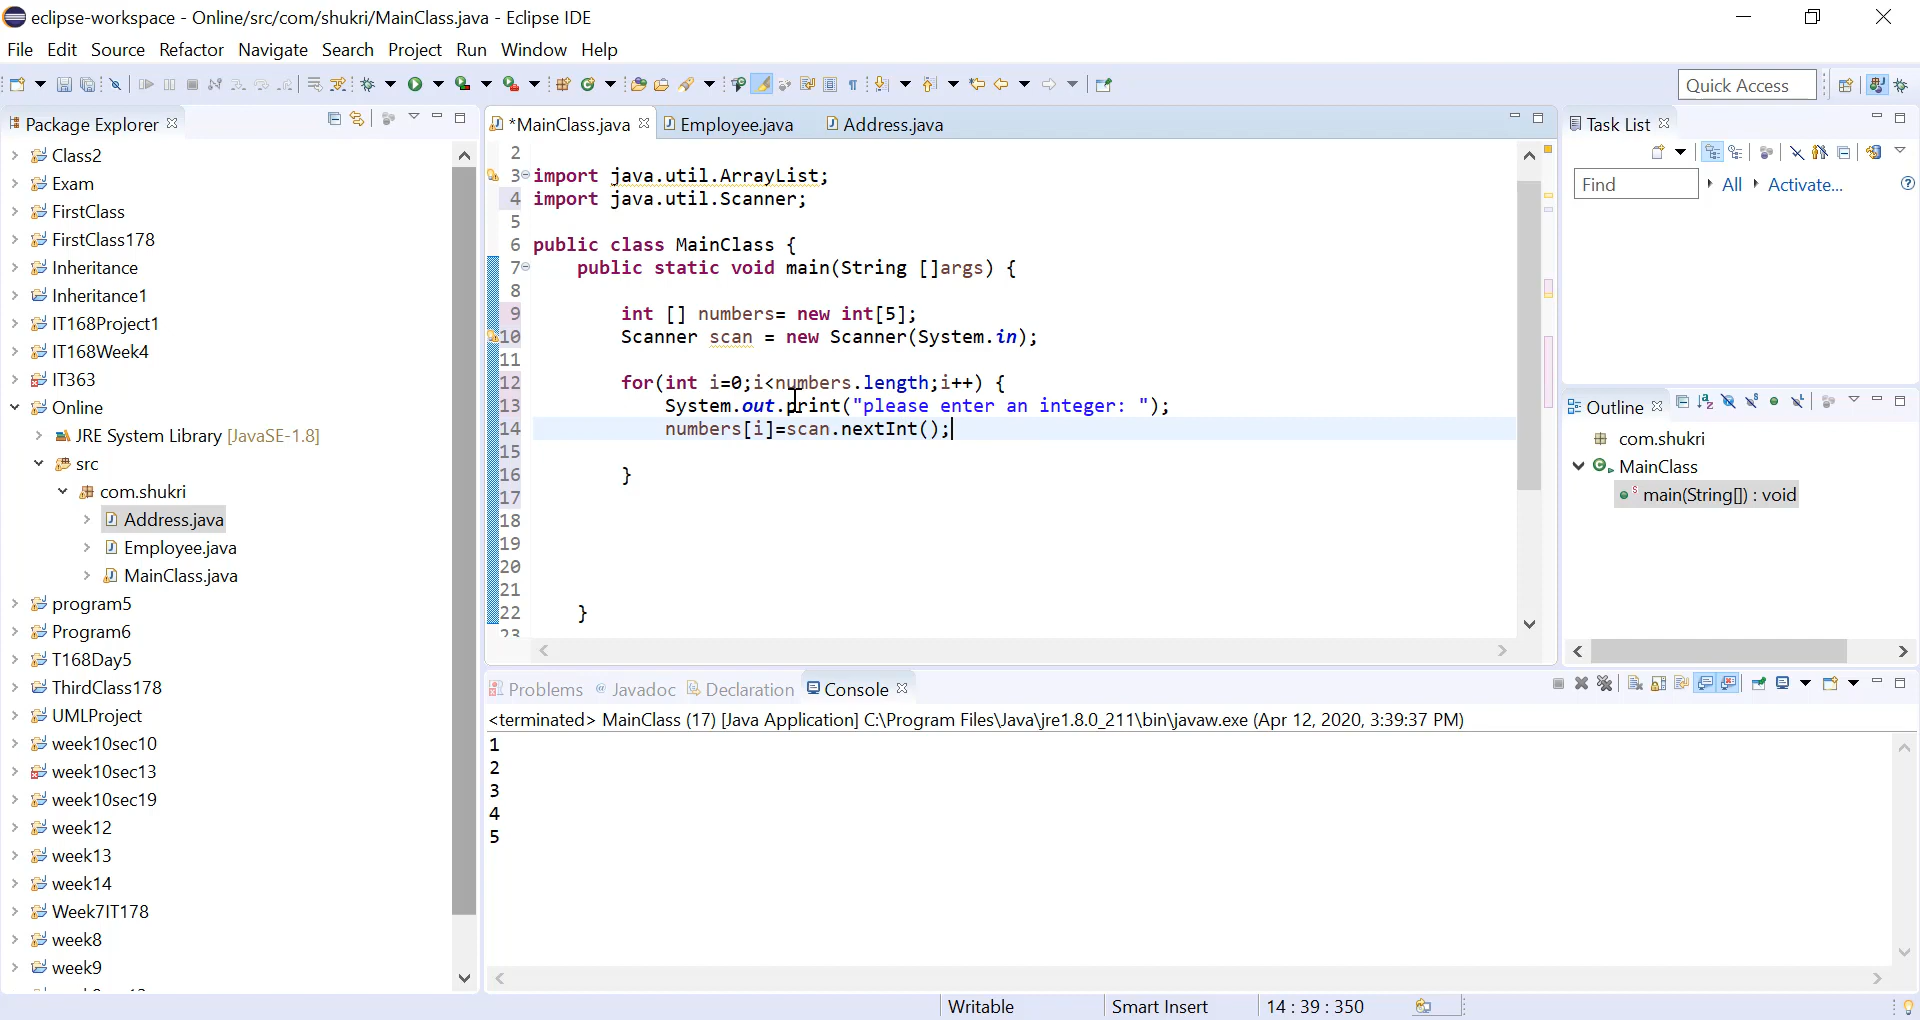 eclipse-workspace - Online/src/com/shukri/MainClass.java - Eclipse IDE
File Edit Source Refactor Navigate Search Project Run Window Help
Quick Access
Package Explorer
Class2
Exam
FirstClass
FirstClass178
Inheritance
Inheritance1
IT168Project1
IT168Week4
IT363
Online
JRE System Library [JavaSE-1.8]
src
com.shukri
Address.java
Employee.java
MainClass.java
program5
Program6
T168Day5
ThirdClass178
UMLProject
week10sec10
week10sec13
week10sec19
week12
week13
week14
Week7IT178
week8
week9
*MainClass.java Employee.java Address.java
2
3 import java.util.ArrayList;
4 import java.util.Scanner;
5
6 public class MainClass {
7 public static void main(String []args) {
8
9 int [] numbers= new int[5];
10 Scanner scan = new Scanner(System.in);
11
12 for(int i=0;i<numbers.length;i++) {
13 System.out.print("please enter an integer: ");
14 numbers[i]=scan.nextInt();
15
16 }
17
18
19
20
21
22 }
23
Task List
Find All Activate...
Outline
com.shukri
MainClass
main(String[]) : void
Problems @ Javadoc Declaration Console
<terminated> MainClass (17) [Java Application] C:\Program Files\Java\jre1.8.0_211\bin\javaw.exe (Apr 12, 2020, 3:39:37 PM)
1
2
3
4
5
Writable Smart Insert 14 : 39 : 350